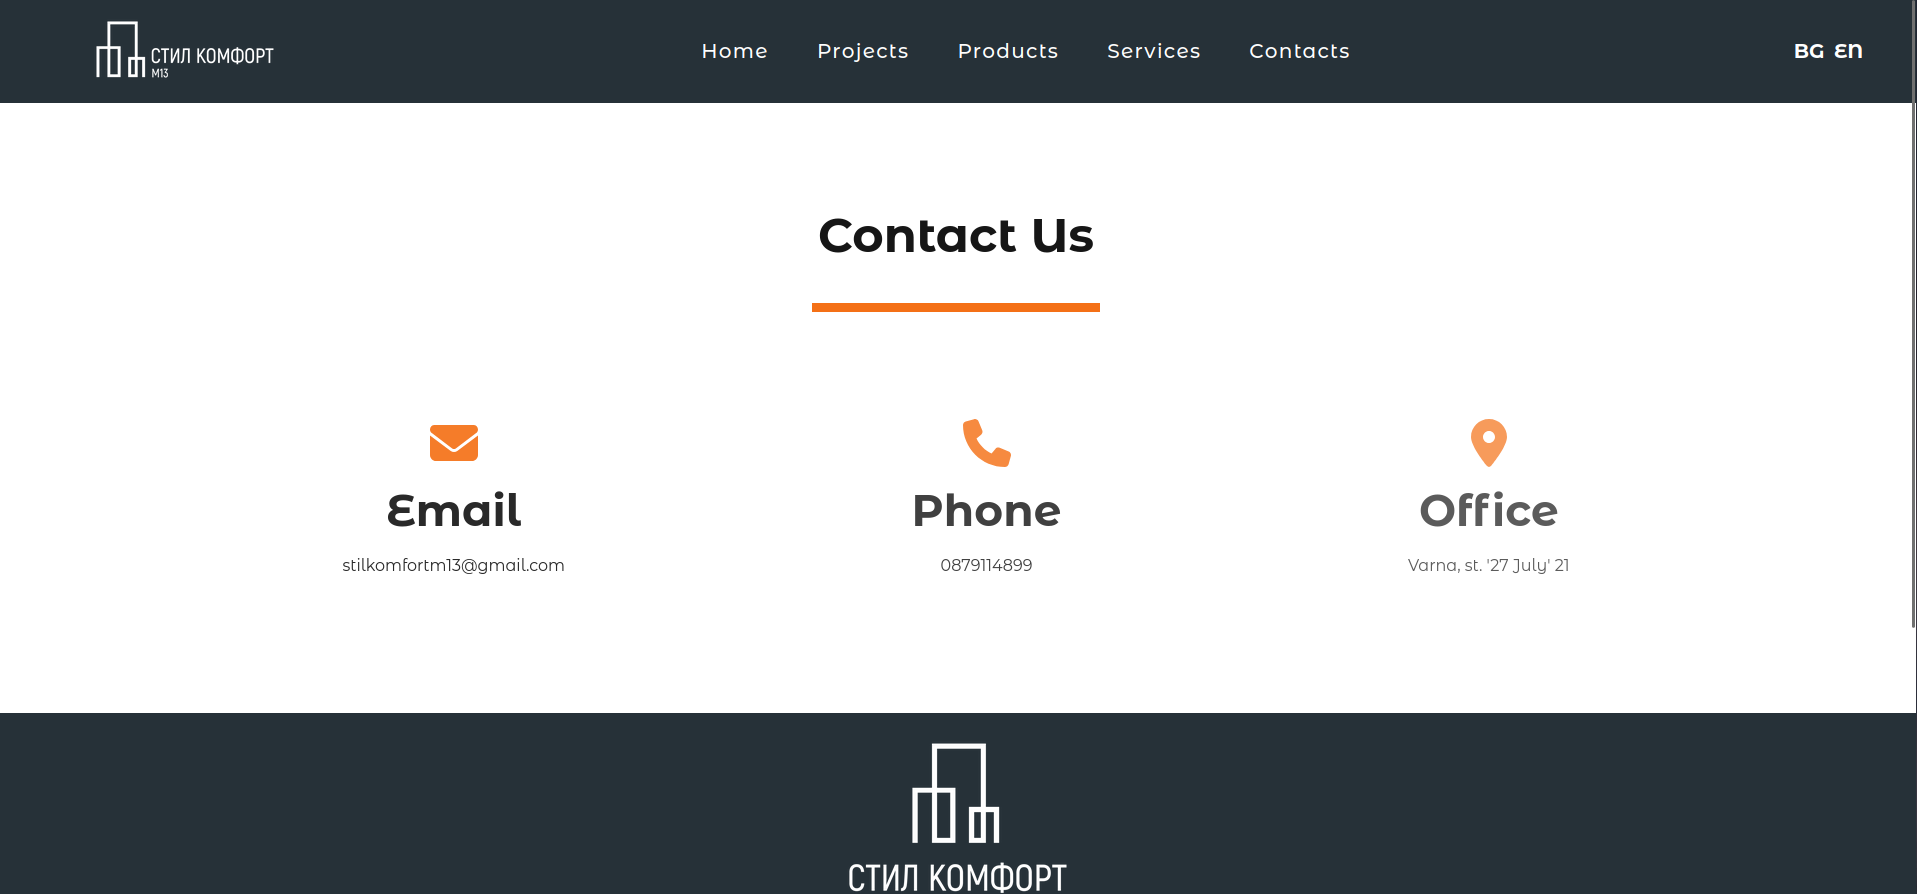 СТИЛ КОМФОРТ
М13
Home Projects Products Services Contacts
BG EN
Contact Us
Email
stilkomfortm13@gmail.com
Phone
0879114899
Office
Varna, st. '27 July' 21
СТИЛ КОМФОРТ